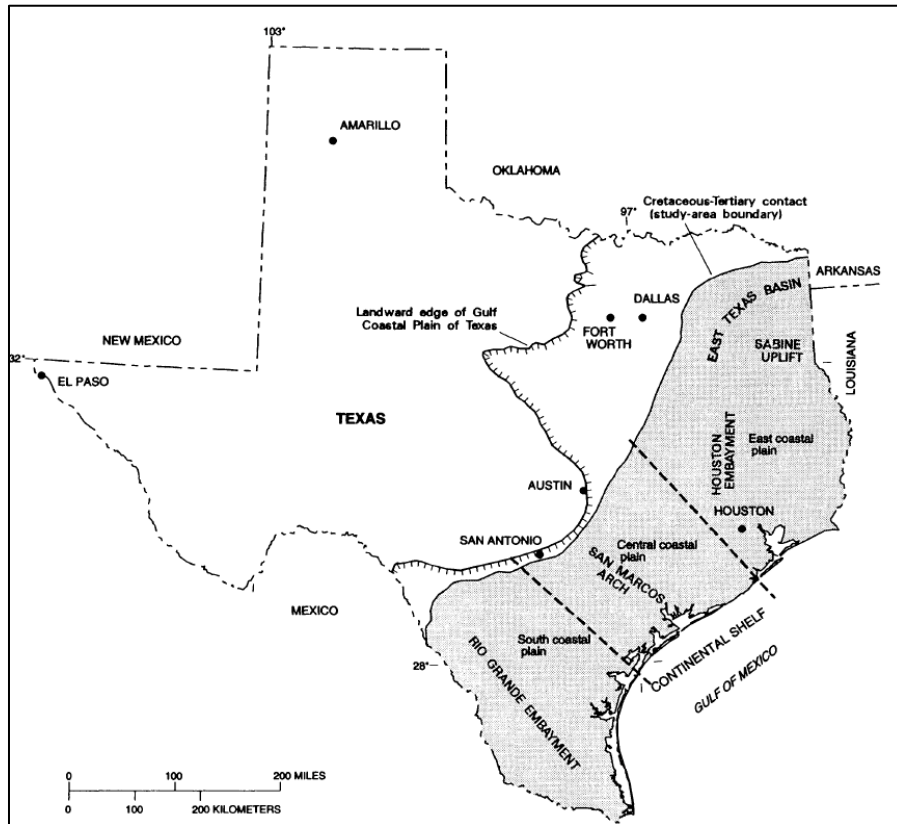 103°
AMARILLO
OKLAHOMA
Cretaceous-Tertiary contact
(study-area boundary)
97°
ARKANSAS
EAST TEXAS BASIN
DALLAS
FORT
WORTH
Landward edge of Gulf
Coastal Plain of Texas
NEW MEXICO
SABINE
UPLIFT
LOUISIANA
32°
EL PASO
TEXAS
HOUSTON
EMBAYMENT
East coastal
plain
AUSTIN
HOUSTON
SAN ANTONIO
Central coastal
plain
SAN MARCOS
ARCH
MEXICO
South coastal
plain
CONTINENTAL SHELF
GULF OF MEXICO
28°
RIO GRANDE EMBAYMENT
0 100 200 MILES
0 100 200 KILOMETERS